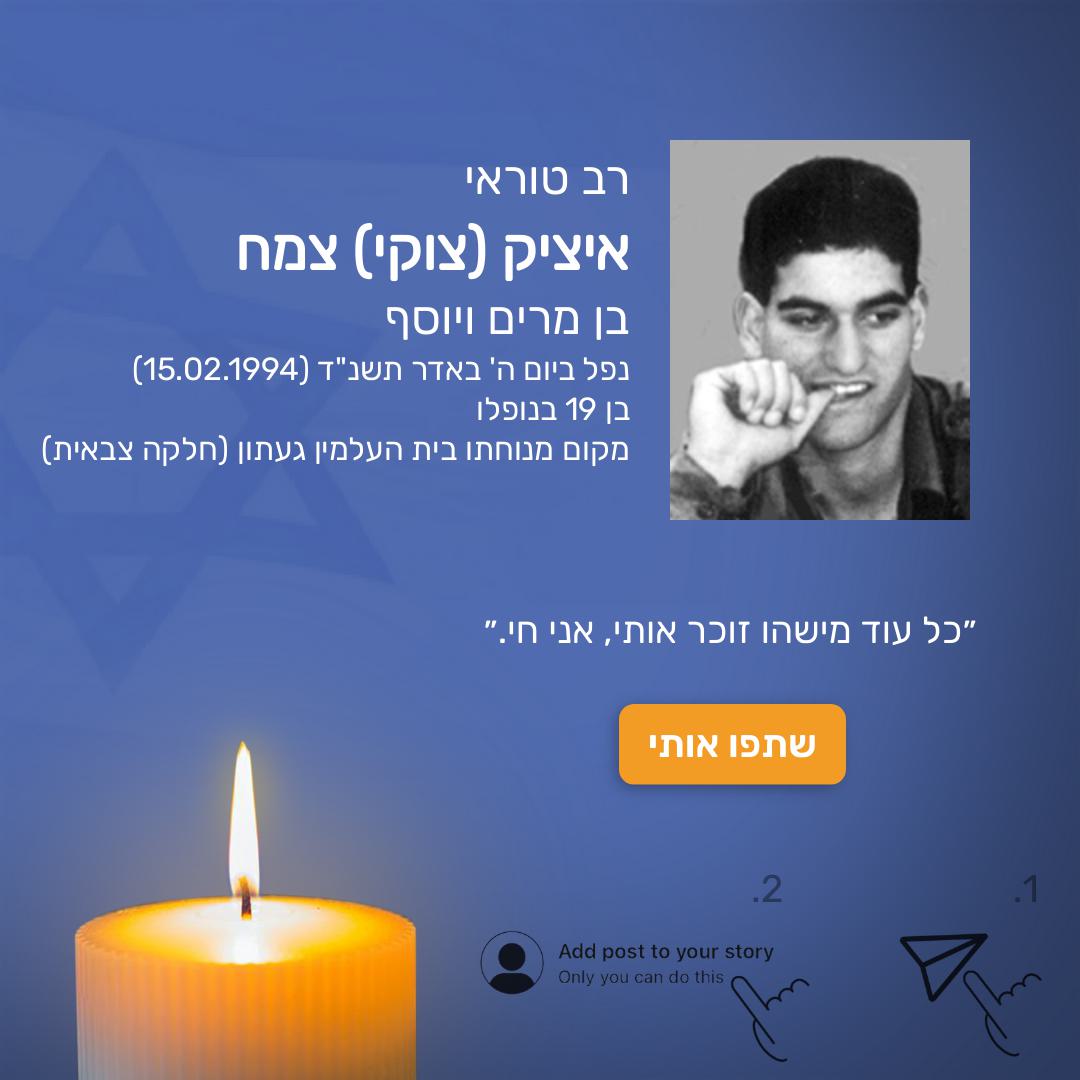 רב טוראי
איציק (צוקי) צמח
בן מרים ויוסף
נפל ביום ה' באדר תשנ"ד (15.02.1994)
בן 19 בנופלו
מקום מנוחתו בית העלמין געתון (חלקה צבאית)
״כל עוד מישהו זוכר אותי, אני חי.״
שתפו אותי
1.
2.
Add post to your story
Only you can do this